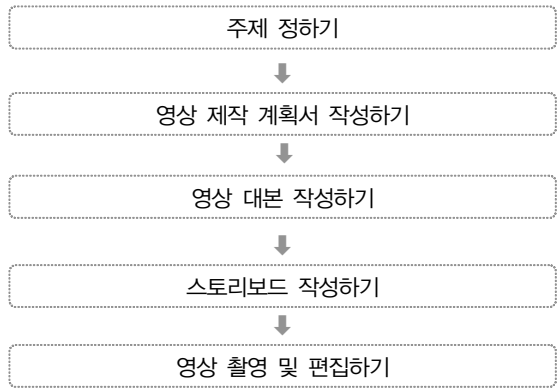 주제 정하기
영상 제작 계획서 작성하기
영상 대본 작성하기
스토리보드 작성하기
영상 촬영 및 편집하기